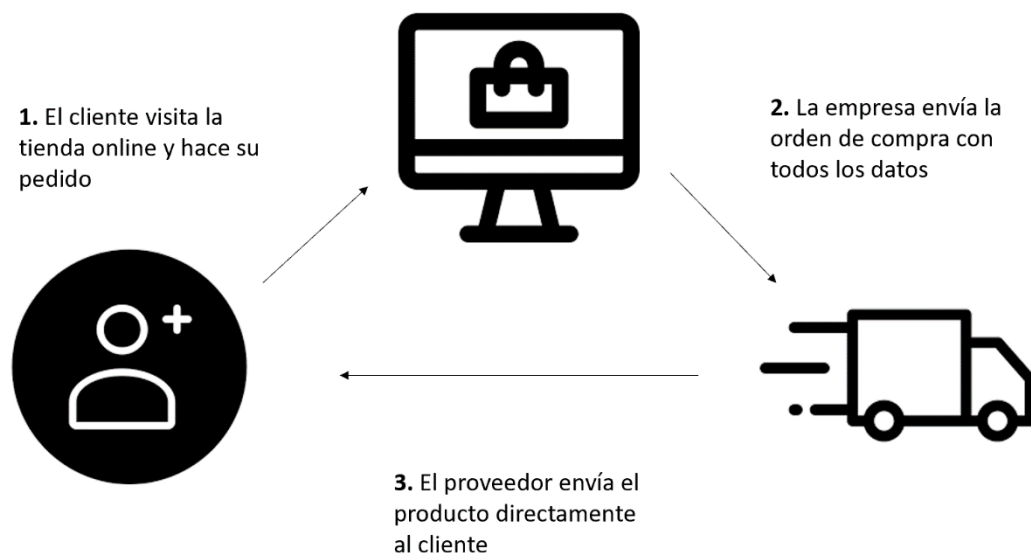 1. El cliente visita la
tienda online y hace su
pedido
2. La empresa envía la
orden de compra con
todos los datos
3. El proveedor envía el
producto directamente
al cliente